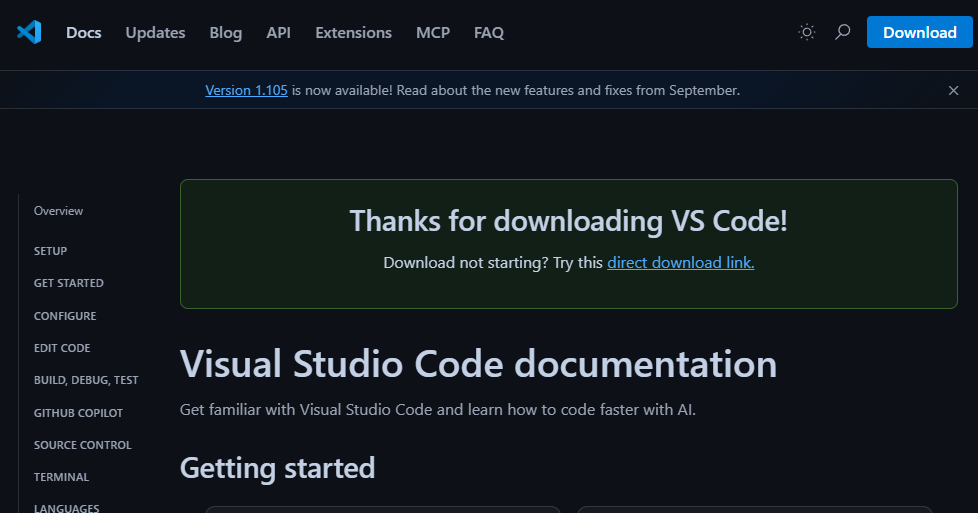 Docs Updates Blog API Extensions MCP FAQ Download
Version 1.105 is now available! Read about the new features and fixes from September.
Overview
SETUP
GET STARTED
CONFIGURE
EDIT CODE
BUILD, DEBUG, TEST
GITHUB COPILOT
SOURCE CONTROL
TERMINAL
LANGUAGES
Thanks for downloading VS Code!
Download not starting? Try this direct download link.
Visual Studio Code documentation
Get familiar with Visual Studio Code and learn how to code faster with AI.
Getting started